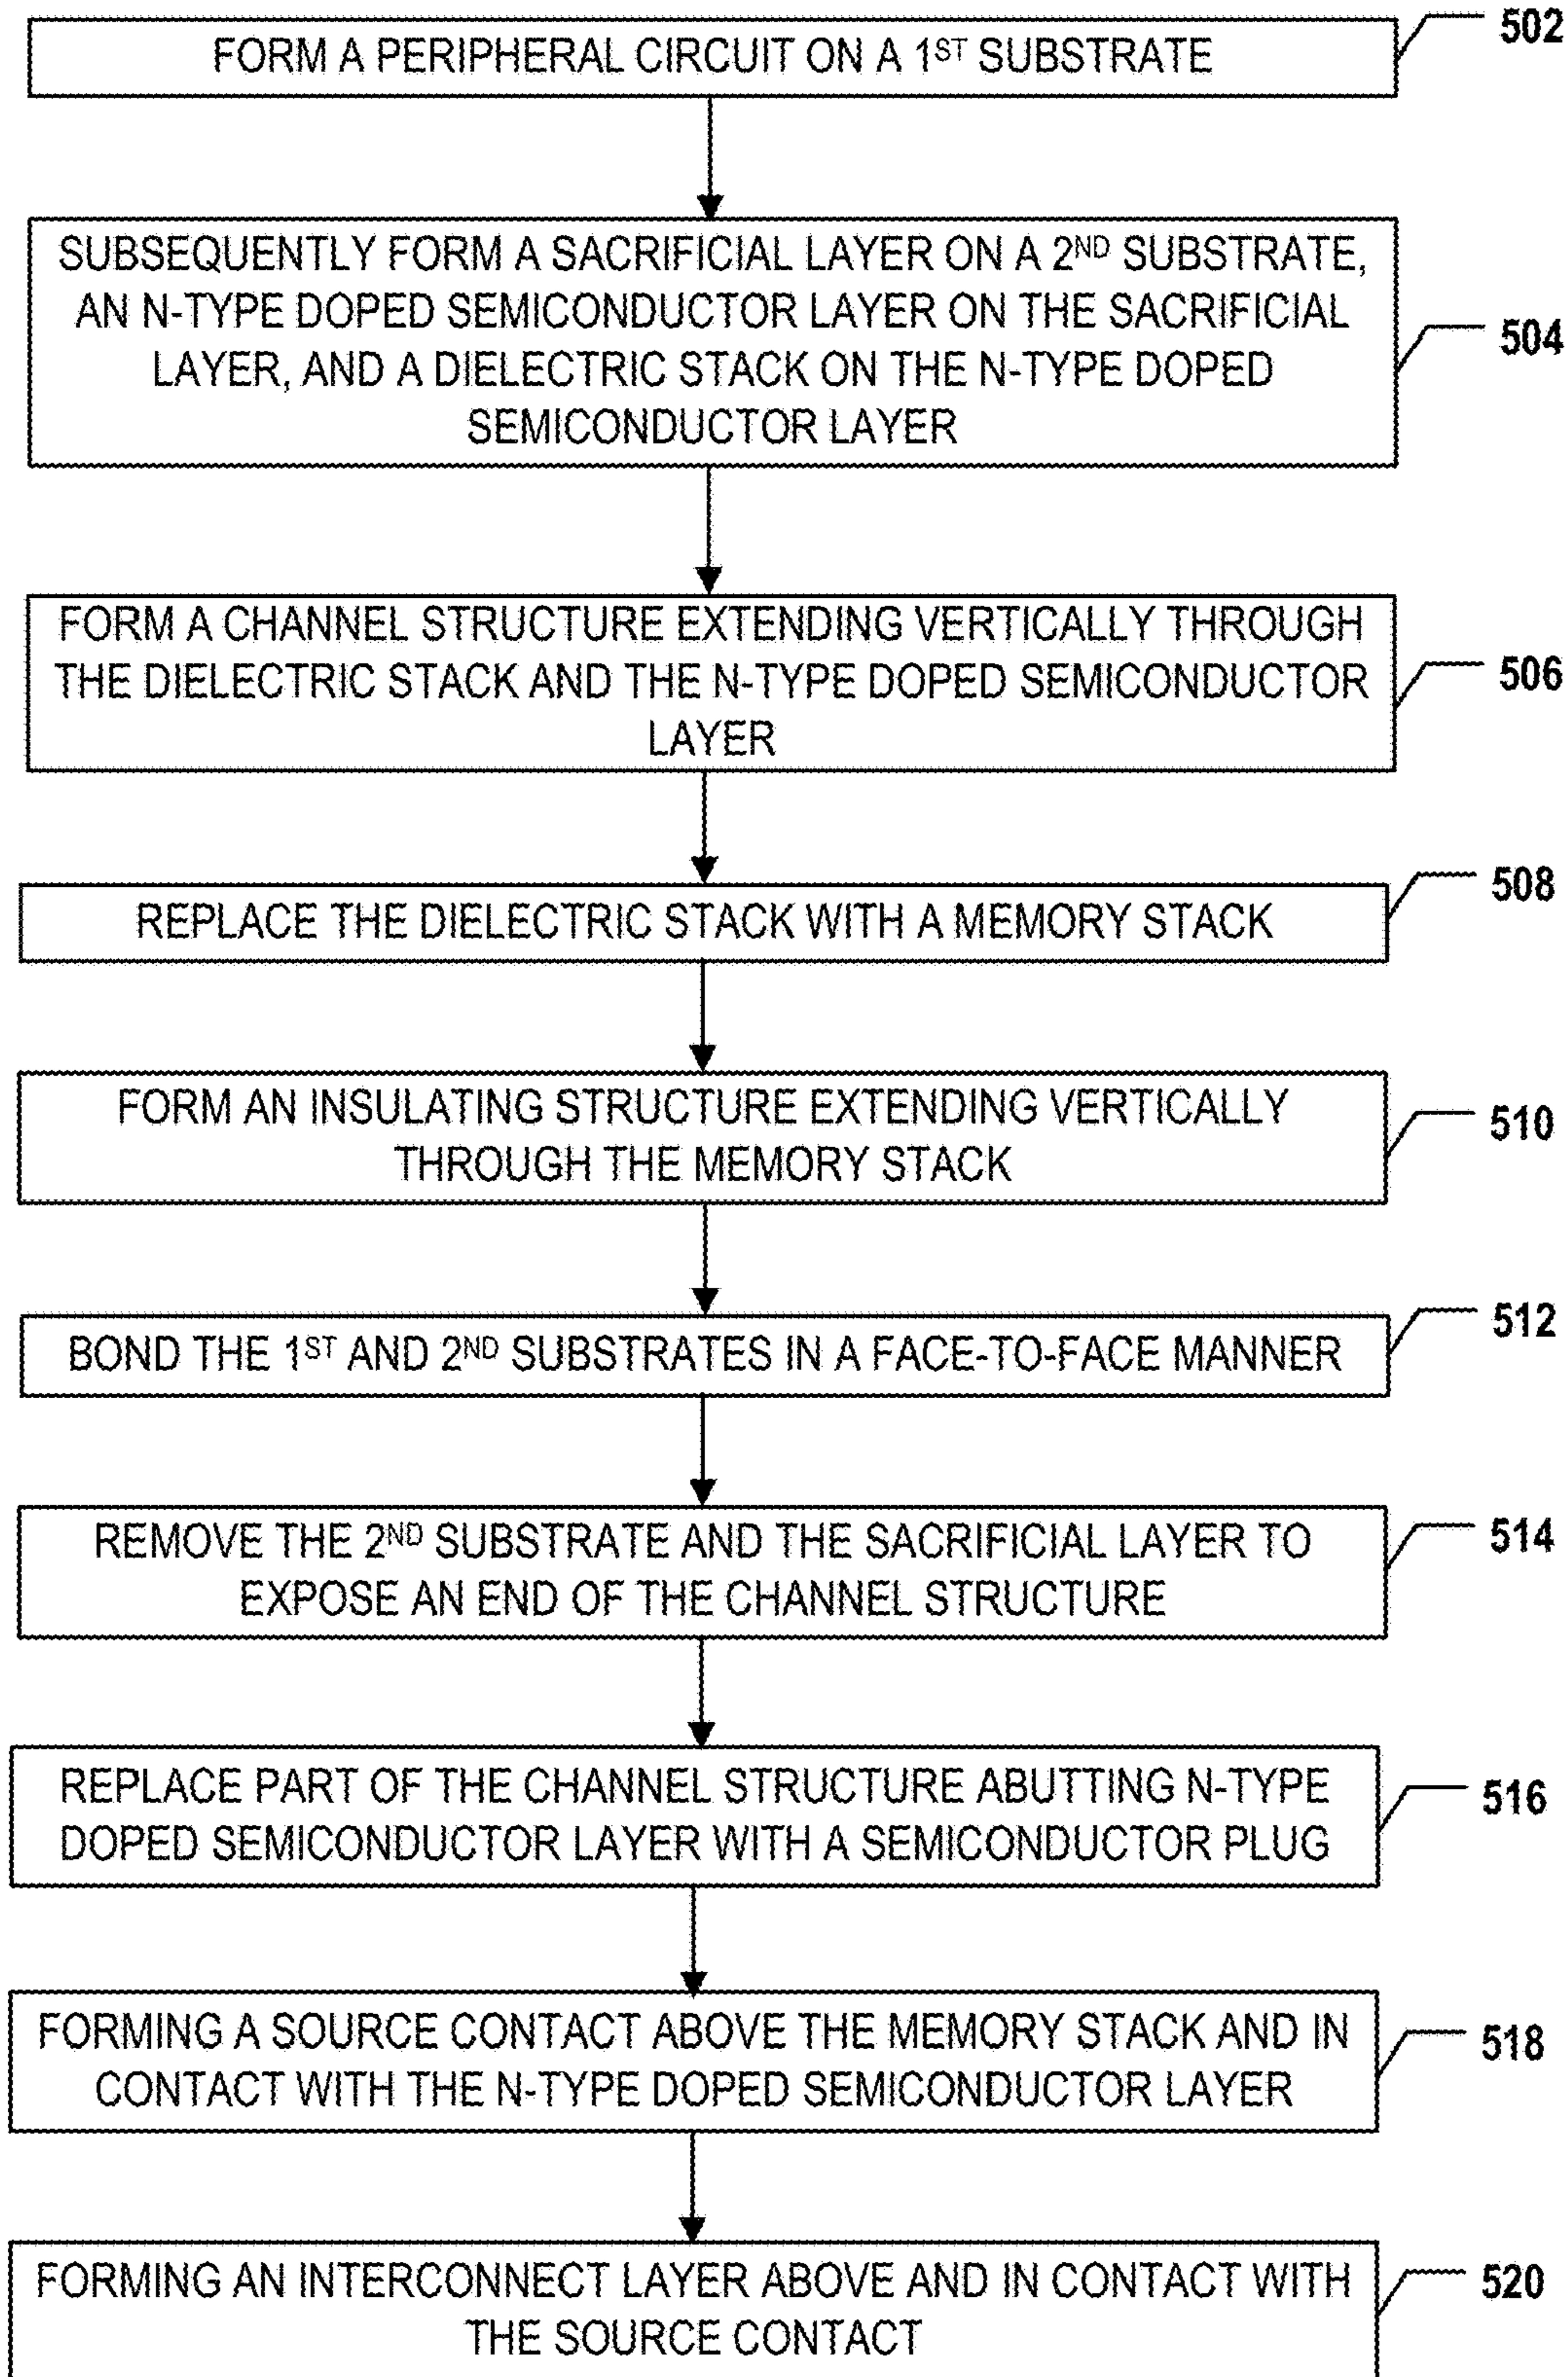 FORM A PERIPHERAL CIRCUIT ON A 1ST SUBSTRATE
502
SUBSEQUENTLY FORM A SACRIFICIAL LAYER ON A 2ND SUBSTRATE,
AN N-TYPE DOPED SEMICONDUCTOR LAYER ON THE SACRIFICIAL
LAYER, AND A DIELECTRIC STACK ON THE N-TYPE DOPED
SEMICONDUCTOR LAYER
504
FORM A CHANNEL STRUCTURE EXTENDING VERTICALLY THROUGH
THE DIELECTRIC STACK AND THE N-TYPE DOPED SEMICONDUCTOR
LAYER
506
REPLACE THE DIELECTRIC STACK WITH A MEMORY STACK
508
FORM AN INSULATING STRUCTURE EXTENDING VERTICALLY
THROUGH THE MEMORY STACK
510
BOND THE 1ST AND 2ND SUBSTRATES IN A FACE-TO-FACE MANNER
512
REMOVE THE 2ND SUBSTRATE AND THE SACRIFICIAL LAYER TO
EXPOSE AN END OF THE CHANNEL STRUCTURE
514
REPLACE PART OF THE CHANNEL STRUCTURE ABUTTING N-TYPE
DOPED SEMICONDUCTOR LAYER WITH A SEMICONDUCTOR PLUG
516
FORMING A SOURCE CONTACT ABOVE THE MEMORY STACK AND IN
CONTACT WITH THE N-TYPE DOPED SEMICONDUCTOR LAYER
518
FORMING AN INTERCONNECT LAYER ABOVE AND IN CONTACT WITH
THE SOURCE CONTACT
520